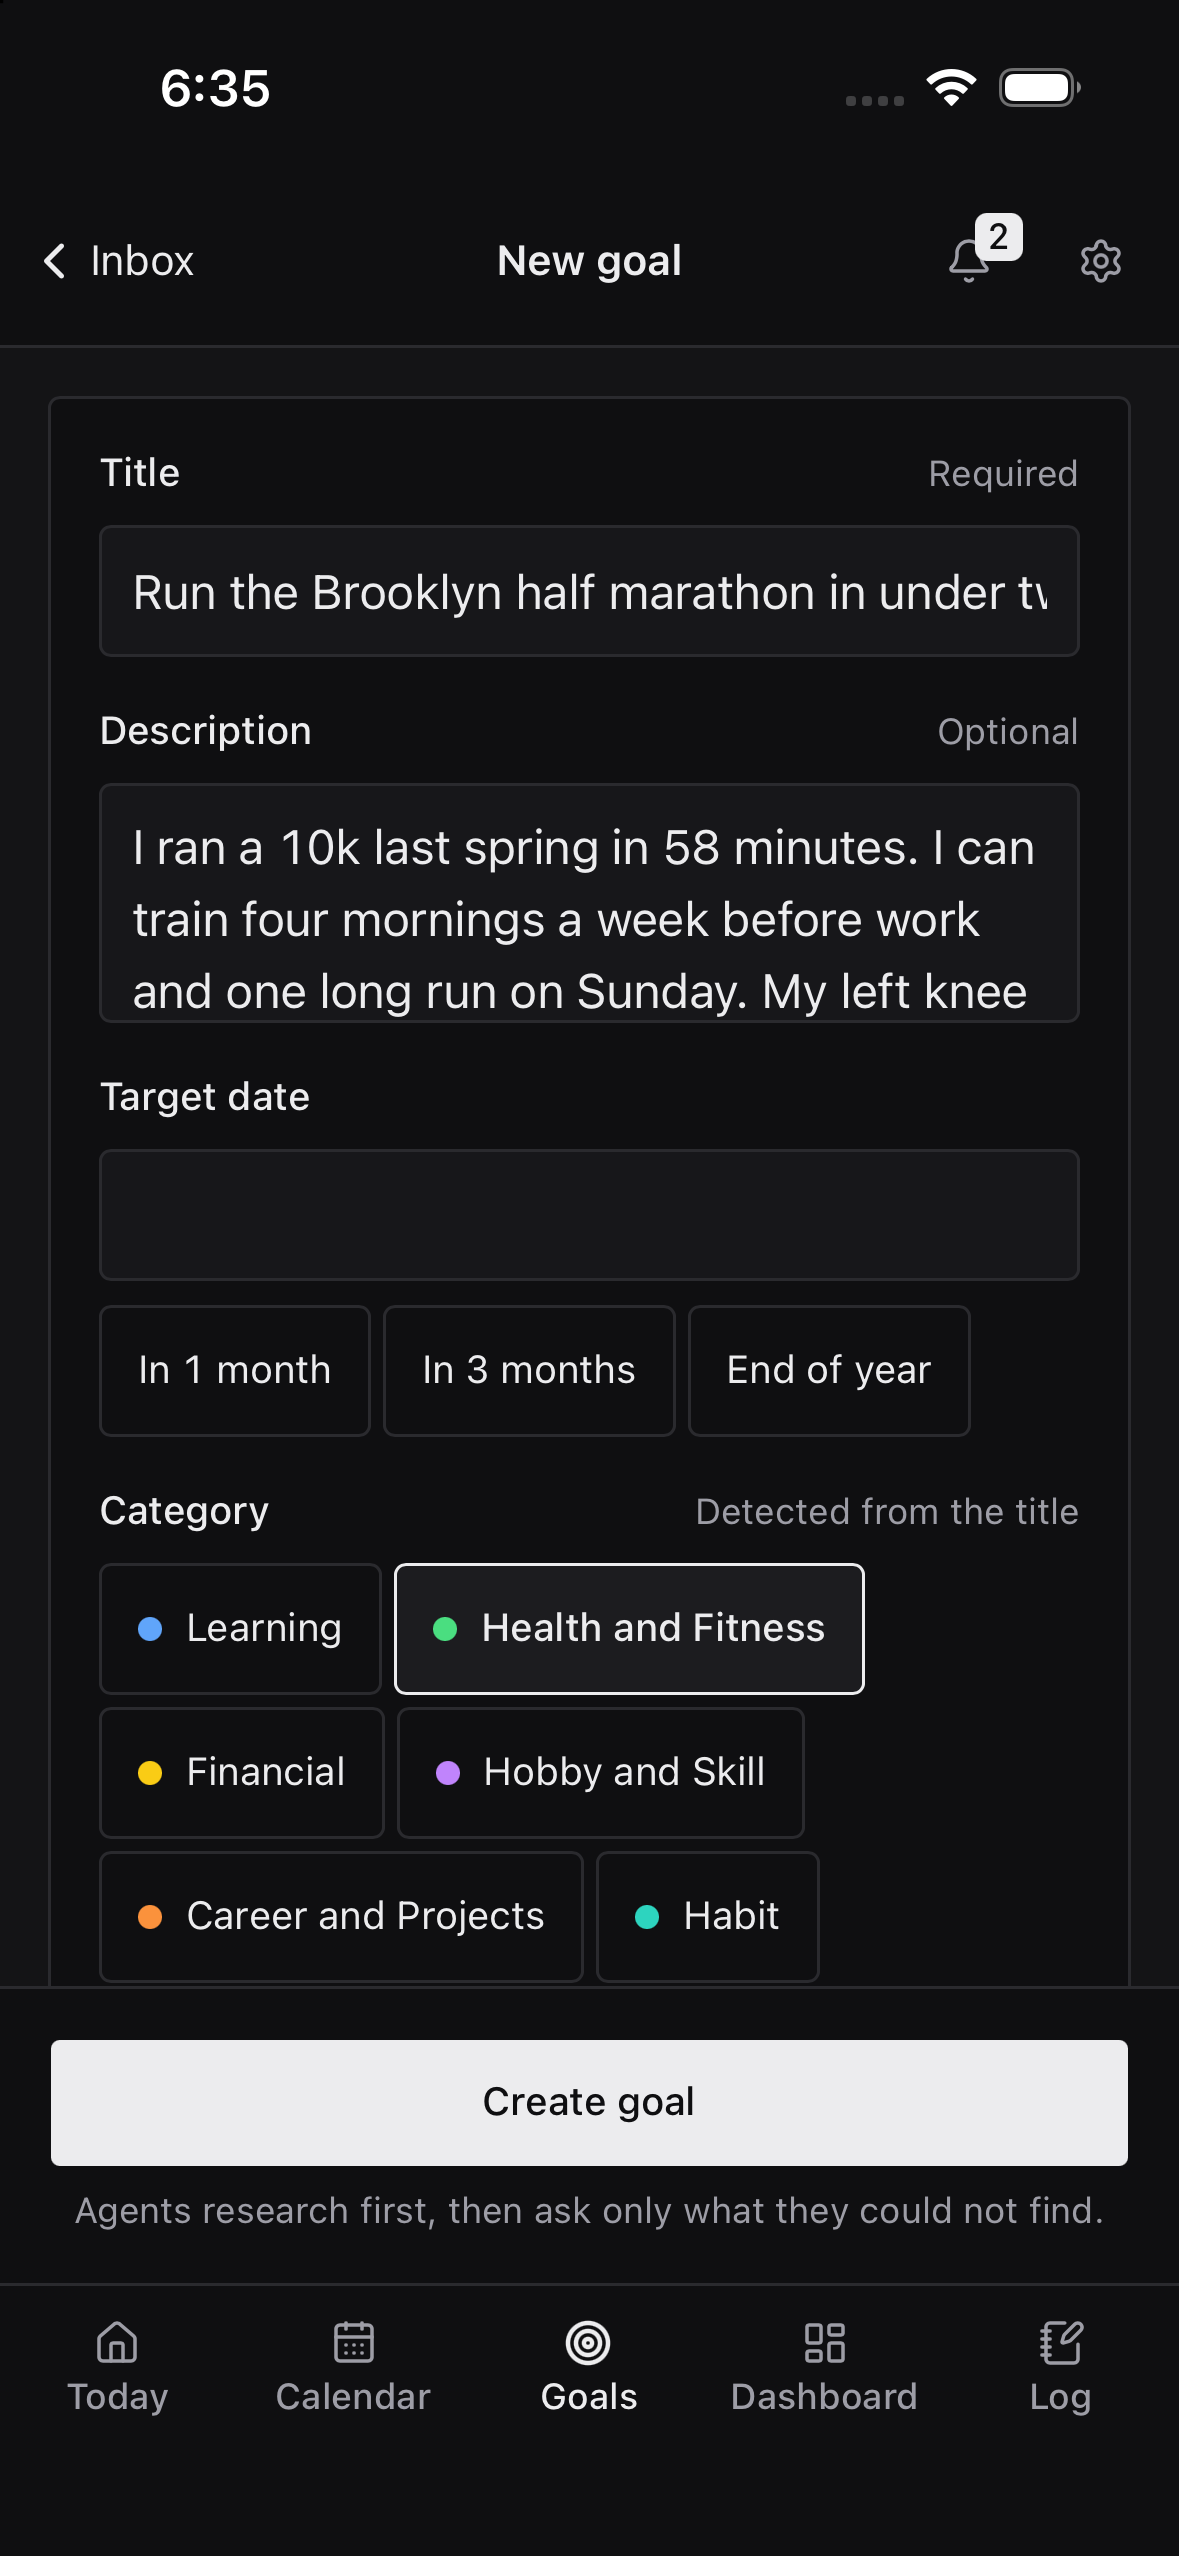 6:35
Inbox
New goal
2
Title
Required
Run the Brooklyn half marathon in under
Description
Optional
I ran a 10k last spring in 58 minutes. I can
train four mornings a week before work
and one long run on Sunday. My left knee
Target date
In 1 month
In 3 months
End of year
Category
Detected from the title
Learning
Health and Fitness
Financial
Hobby and Skill
Career and Projects
Habit
Create goal
Agents research first, then ask only what they could not find.
Today
Calendar
Goals
Dashboard
Log